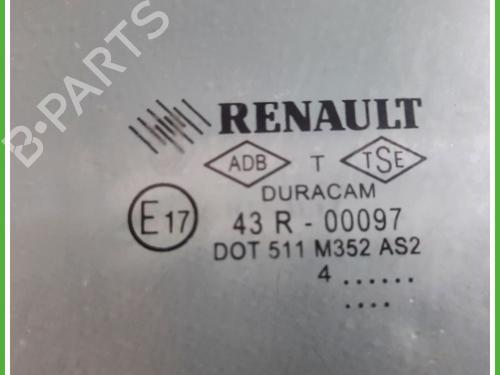 B-PARTS
RENAULT
ADB T TSE
DURACAM
E17 43 R - 00097
DOT 511 M352 AS2
4 ......
....